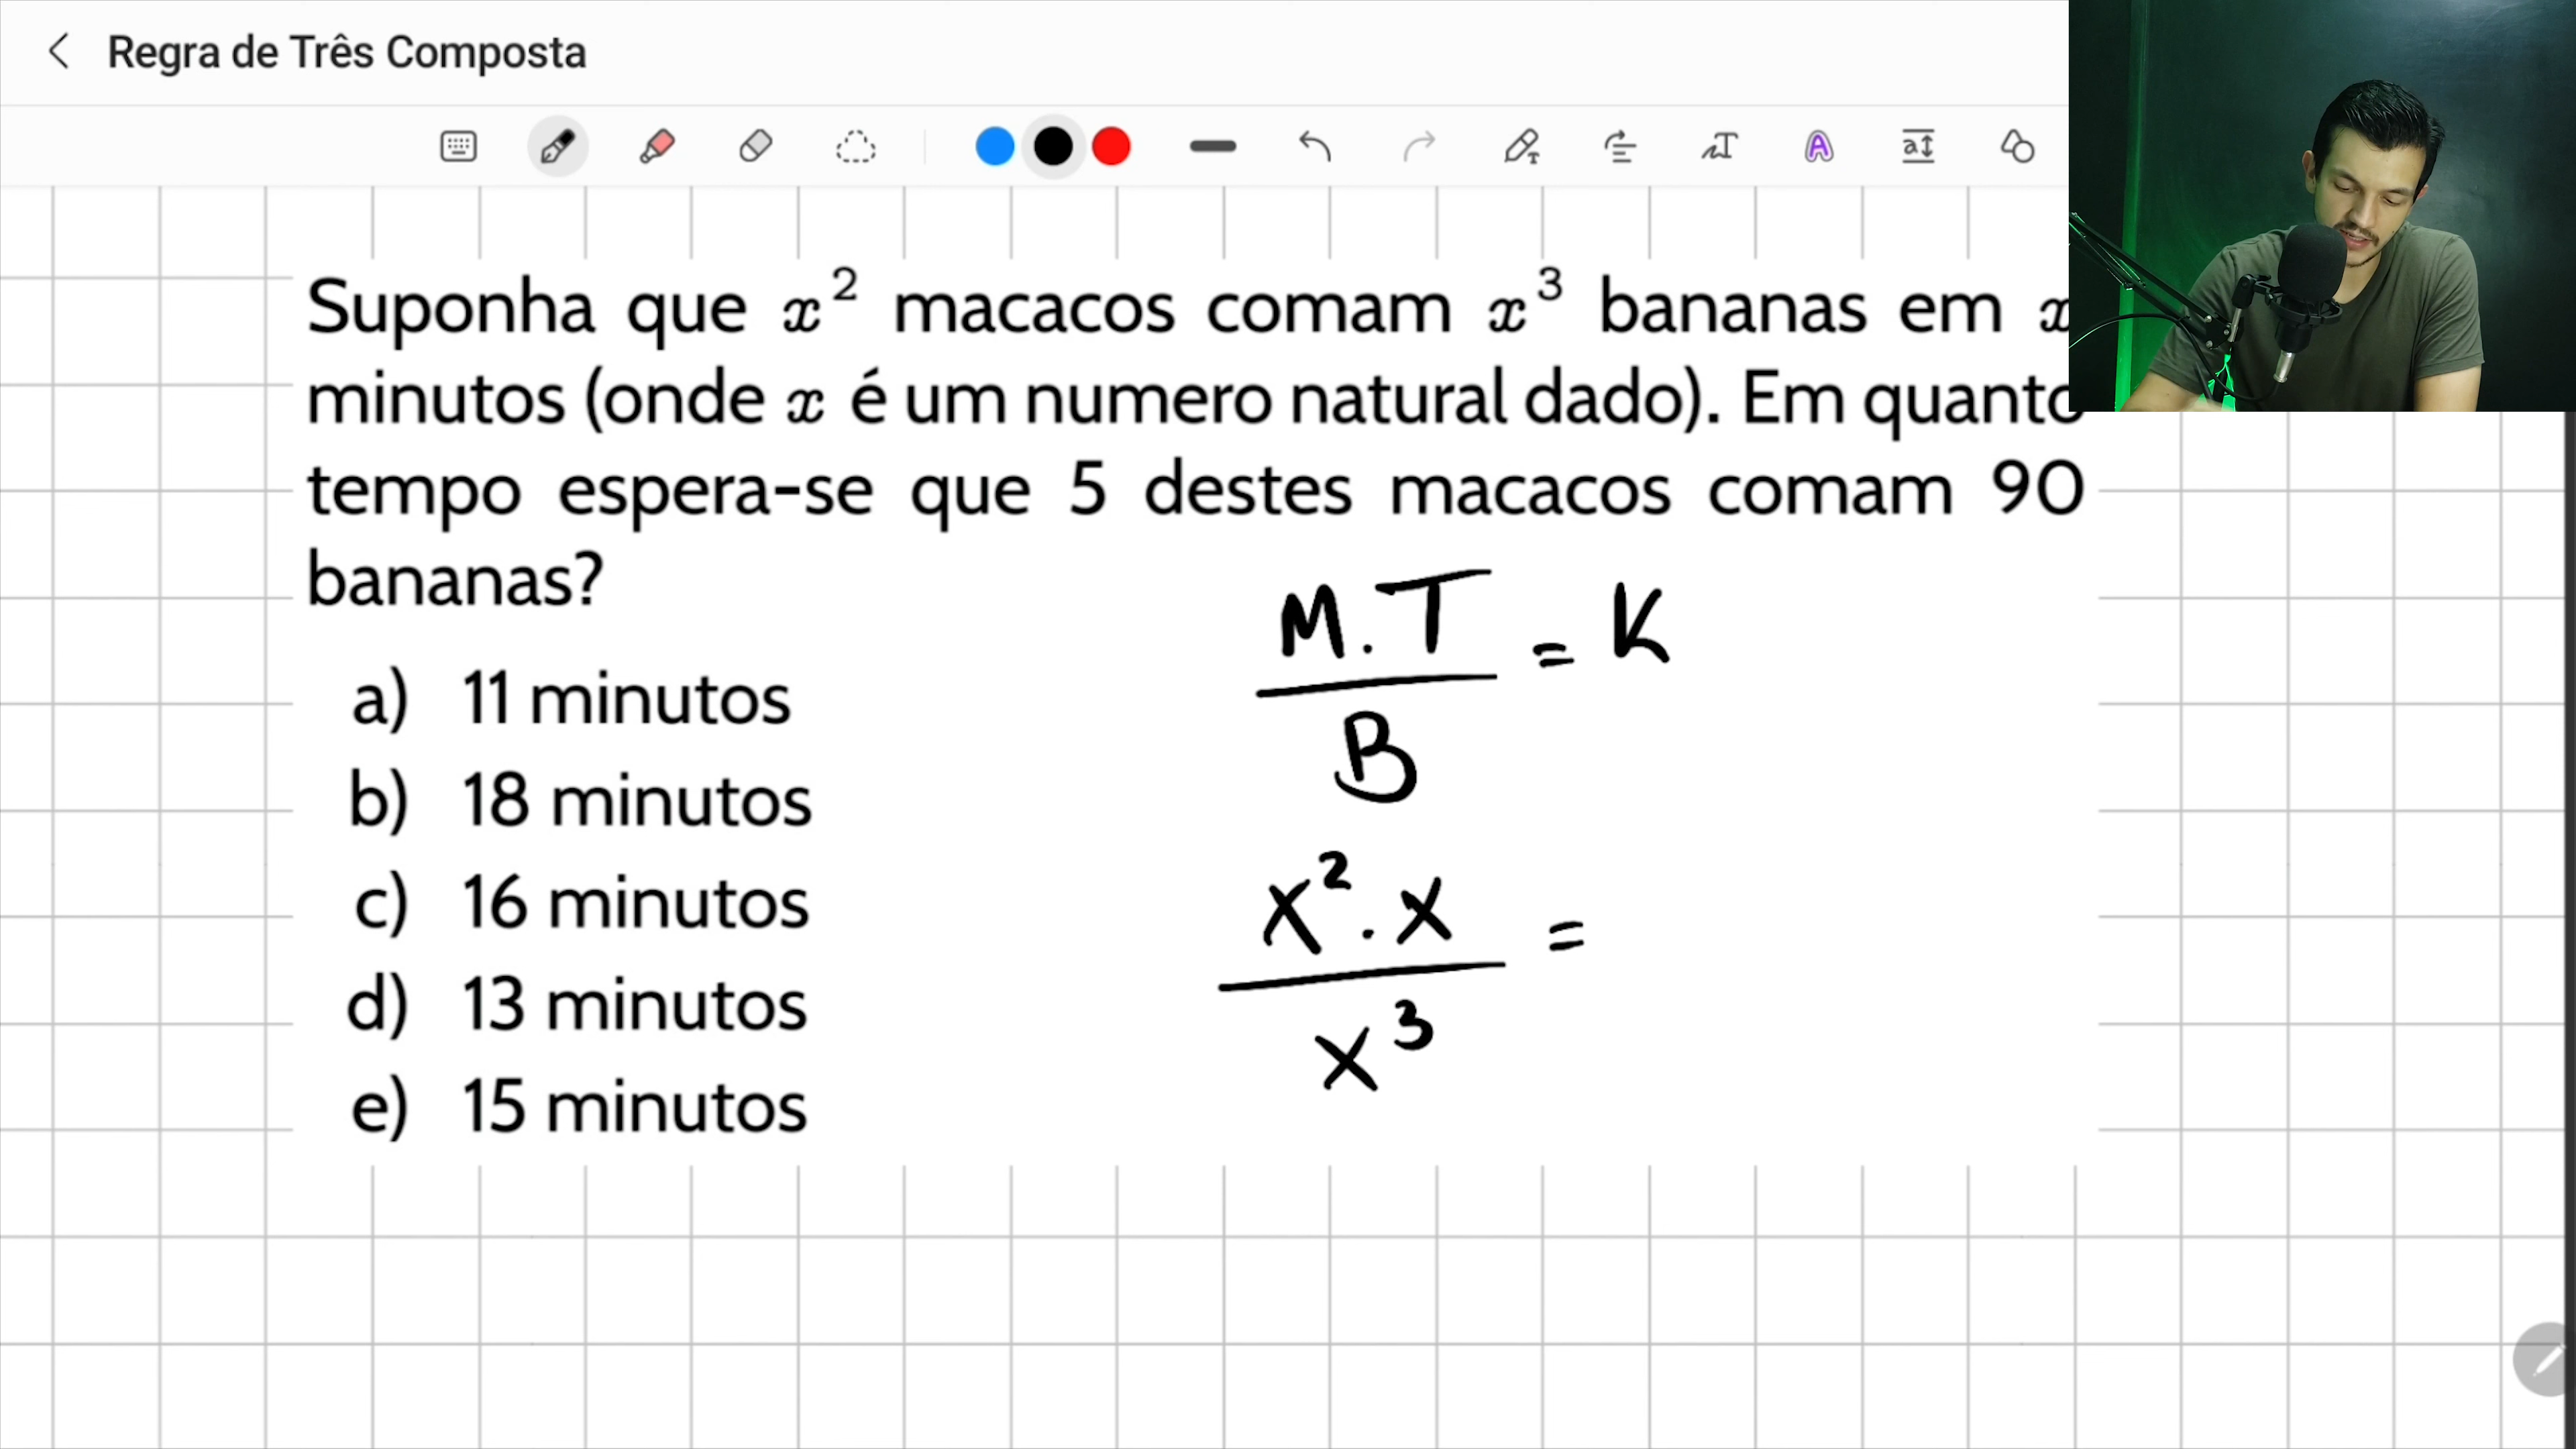 Regra de Três Composta
Suponha que x² macacos comam x³ bananas em x
minutos (onde x é um numero natural dado). Em quanto
tempo espera-se que 5 destes macacos comam 90
bananas?
a) 11 minutos
b) 18 minutos
c) 16 minutos
d) 13 minutos
e) 15 minutos
M.T
= K
B
x².x
=
x³